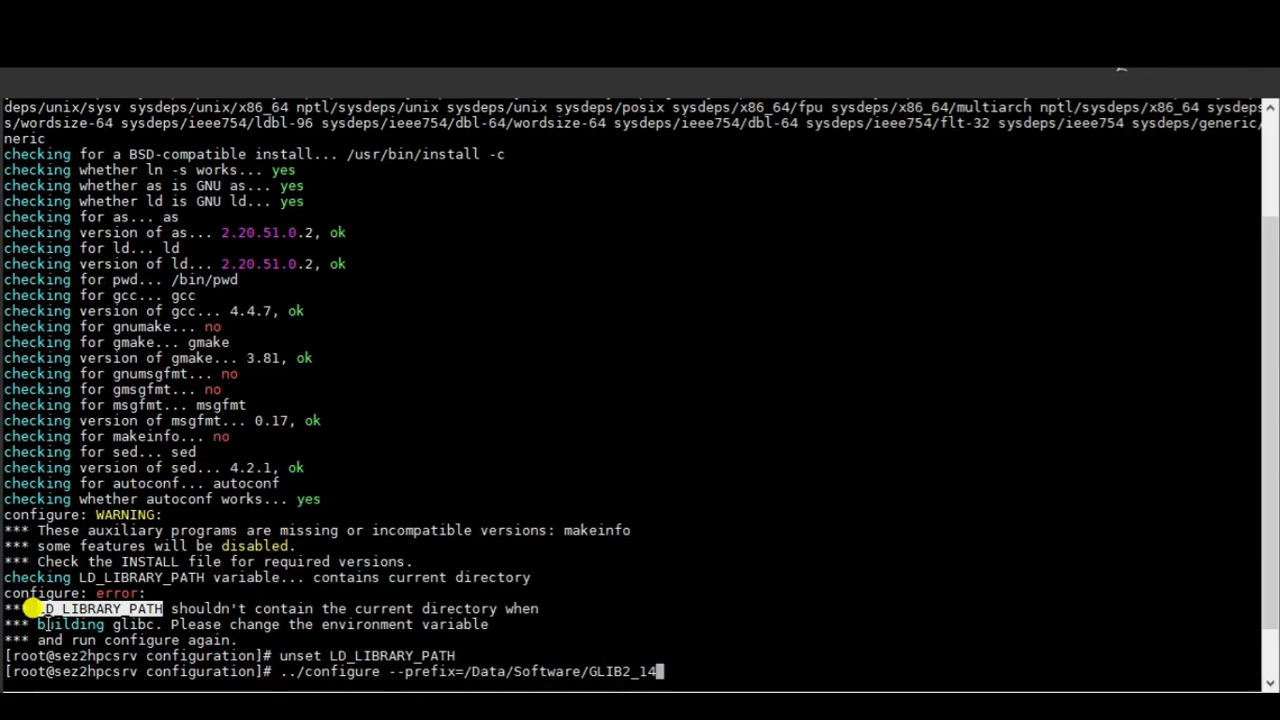 deps/unix/sysv sysdeps/unix/x86_64 nptl/sysdeps/unix sysdeps/unix sysdeps/posix sysdeps/x86_64/fpu sysdeps/x86_64/multiarch nptl/sysdeps/x86_64 sysdep
s/wordsize-64 sysdeps/ieee754/ldbl-96 sysdeps/ieee754/dbl-64/wordsize-64 sysdeps/ieee754/dbl-64 sysdeps/ieee754/flt-32 sysdeps/ieee754 sysdeps/generic/
neric
checking for a BSD-compatible install... /usr/bin/install -c
checking whether ln -s works... yes
checking whether as is GNU as... yes
checking whether ld is GNU ld... yes
checking for as... as
checking version of as... 2.20.51.0.2, ok
checking for ld... ld
checking version of ld... 2.20.51.0.2, ok
checking for pwd... /bin/pwd
checking for gcc... gcc
checking version of gcc... 4.4.7, ok
checking for gnumake... no
checking for gmake... gmake
checking version of gmake... 3.81, ok
checking for gnumsgfmt... no
checking for gmsgfmt... no
checking for msgfmt... msgfmt
checking version of msgfmt... 0.17, ok
checking for makeinfo... no
checking for sed... sed
checking version of sed... 4.2.1, ok
checking for autoconf... autoconf
checking whether autoconf works... yes
configure: WARNING:
*** These auxiliary programs are missing or incompatible versions: makeinfo
*** some features will be disabled.
*** Check the INSTALL file for required versions.
checking LD_LIBRARY_PATH variable... contains current directory
configure: error:
*** LD_LIBRARY_PATH shouldn't contain the current directory when
*** building glibc. Please change the environment variable
*** and run configure again.
[root@sez2hpcsrv configuration]# unset LD_LIBRARY_PATH
[root@sez2hpcsrv configuration]# ../configure --prefix=/Data/Software/GLIB2_14